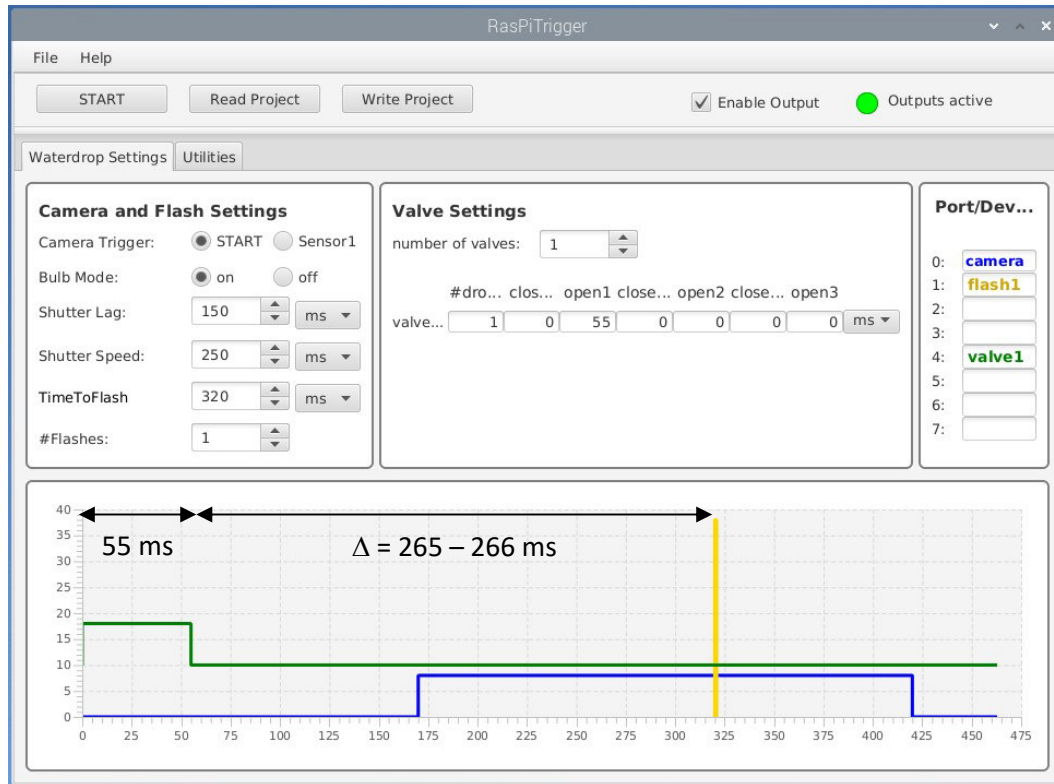 RasPiTrigger
File Help
START Read Project Write Project Enable Output Outputs active
Waterdrop Settings Utilities
Camera and Flash Settings
Camera Trigger: START Sensor1
Bulb Mode: on off
Shutter Lag: 150 ms
Shutter Speed: 250 ms
TimeToFlash 320 ms
#Flashes: 1
Valve Settings
number of valves: 1
#dro... clos... open1 close... open2 close... open3
valve... 1 0 55 0 0 0 0 ms
Port/Dev...
0: camera
1: flash1
2:
3:
4: valve1
5:
6:
7:
40
35
30
25
20
15
10
5
0
55 ms Δ = 265 – 266 ms
0 25 50 75 100 125 150 175 200 225 250 275 300 325 350 375 400 425 450 475